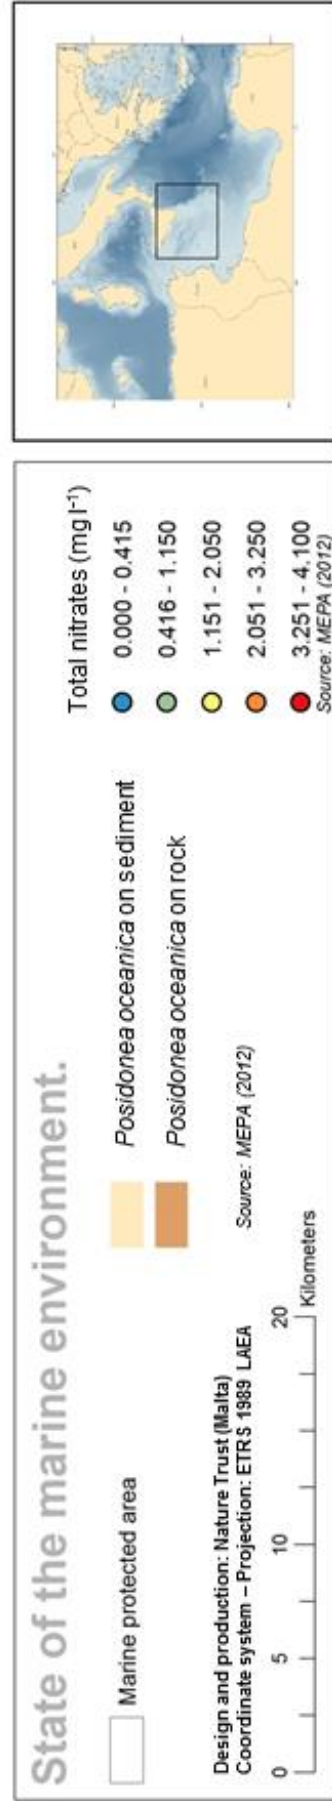 State of the marine environment.
Marine protected area
Posidonea oceanica on sediment
Posidonea oceanica on rock
Source: MEPA (2012)
Design and production: Nature Trust (Malta)
Coordinate system – Projection: ETRS 1989 LAEA
0 5 10 20
Kilometers
Total nitrates (mg l⁻¹)
0.000 - 0.415
0.416 - 1.150
1.151 - 2.050
2.051 - 3.250
3.251 - 4.100
Source: MEPA (2012)